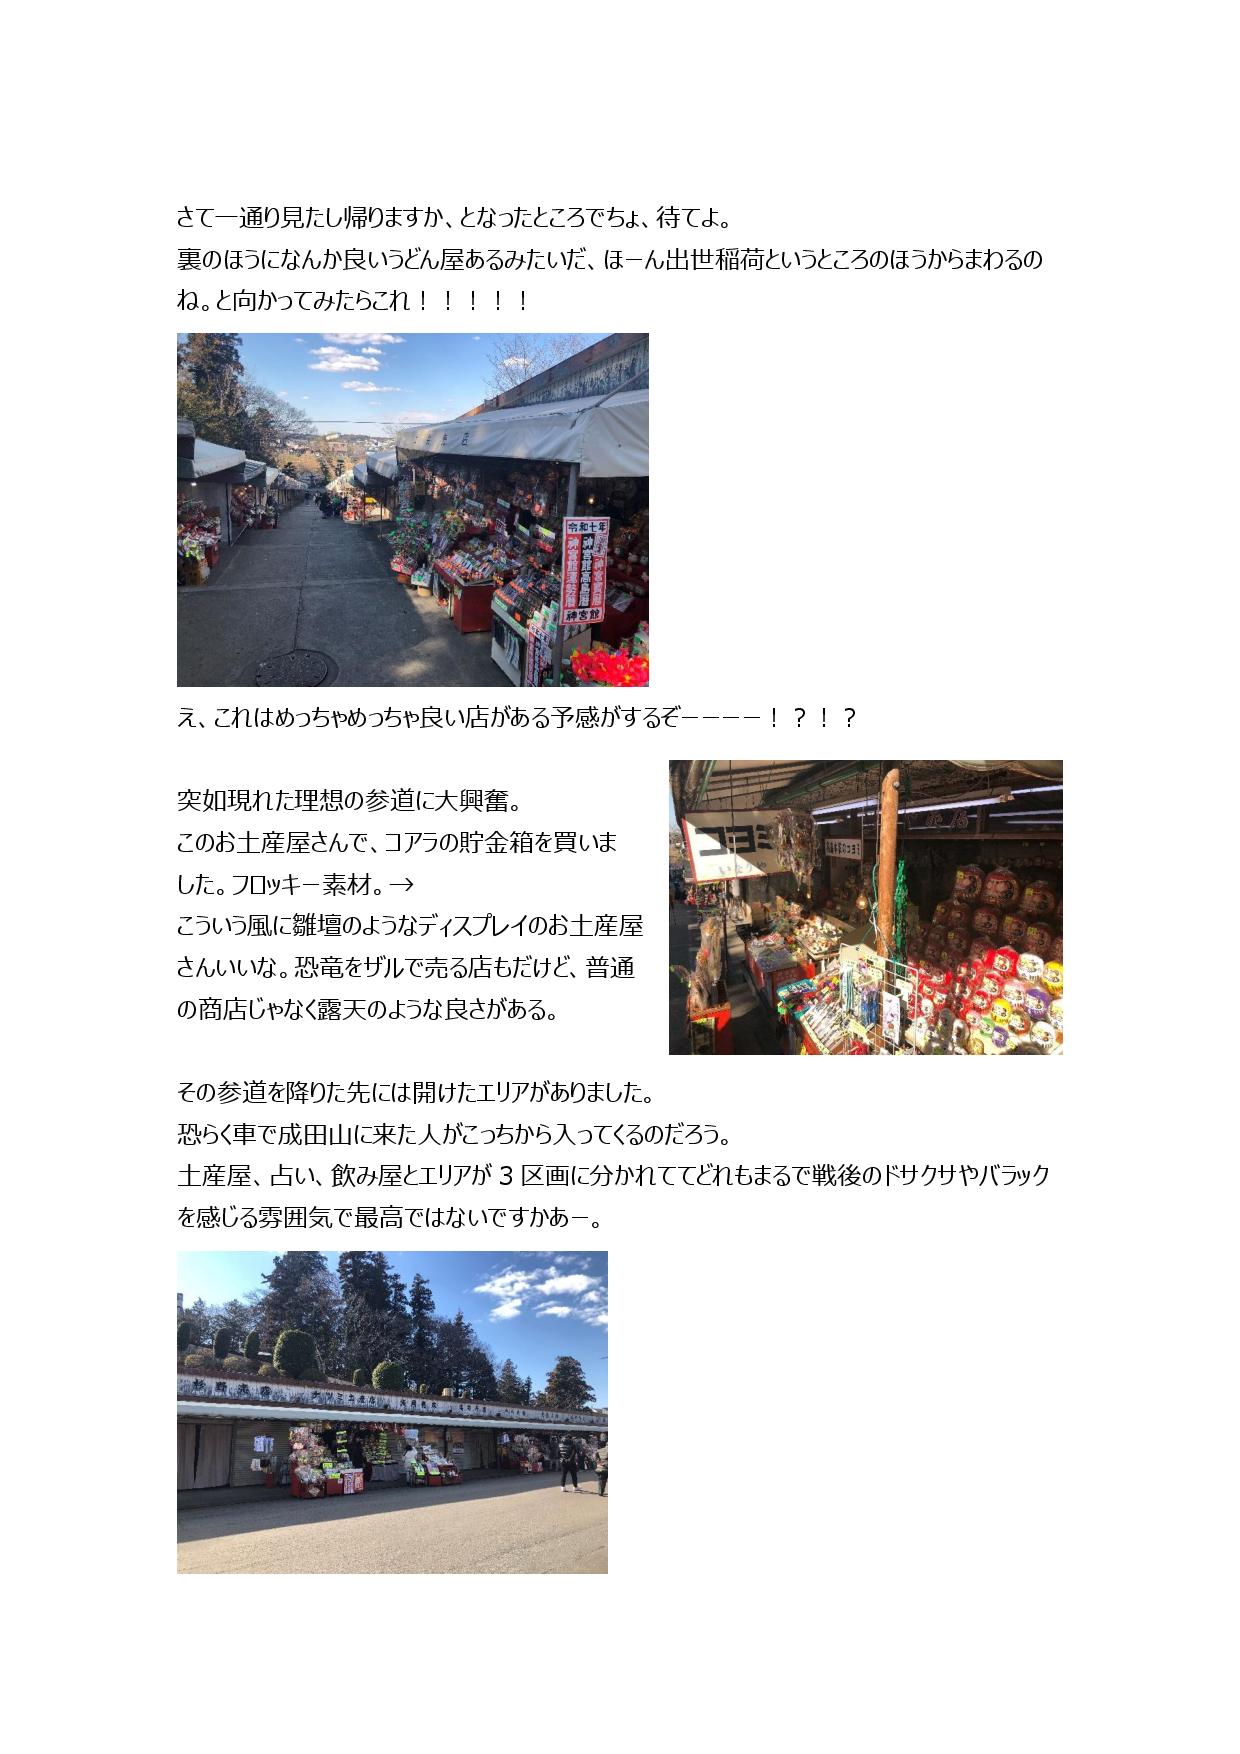 さて一通り見たし帰りますか、となったところでちょ、待てよ。
裏のほうになんか良いうどん屋あるみたいだ、ほーん出世稲荷というところのほうからまわるの
ね。と向かってみたらこれ！！！！！
令和七年
神宮館高島暦
神宮館
え、これはめっちゃめっちゃ良い店がある予感がするぞーーーー！？！？
突如現れた理想の参道に大興奮。
このお土産屋さんで、コアラの貯金箱を買いま
した。フロッキー素材。→
こういう風に雛壇のようなディスプレイのお土産屋
さんいいな。恐竜をザルで売る店もだけど、普通
の商店じゃなく露天のような良さがある。
コヨミ
いなりや
その参道を降りた先には開けたエリアがありました。
恐らく車で成田山に来た人がこっちから入ってくるのだろう。
土産屋、占い、飲み屋とエリアが 3 区画に分かれててどれもまるで戦後のドサクサやバラック
を感じる雰囲気で最高ではないですかあー。